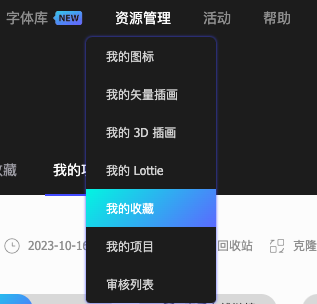 字体库 NEW 资源管理 活动 帮助
我的图标
我的矢量插画
我的 3D 插画
收藏 我的项 我的 Lottie
我的收藏
2023-10-16 我的项目 回收站 克隆
审核列表